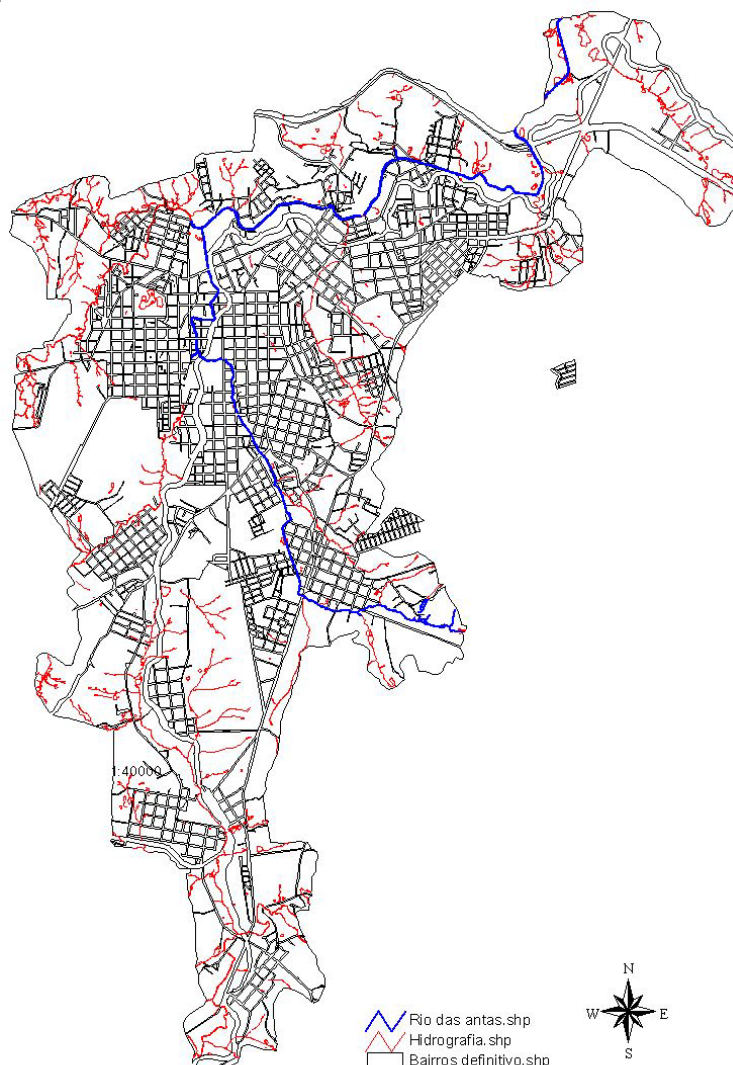 1:40000
N
W E
S
Rio das antas.shp
Hidrografia.shp
Bairros definitivo.shp